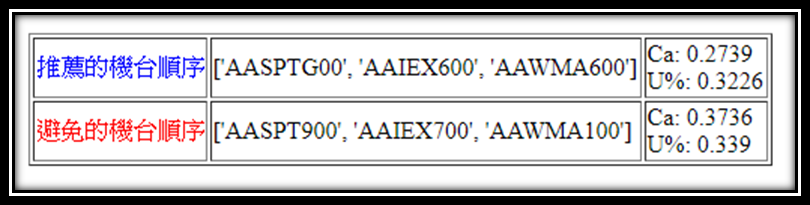 推薦的機台順序 ['AASPTG00', 'AAIEX600', 'AAWMA600'] Ca: 0.2739
U%: 0.3226
避免的機台順序 ['AASPT900', 'AAIEX700', 'AAWMA100'] Ca: 0.3736
U%: 0.339